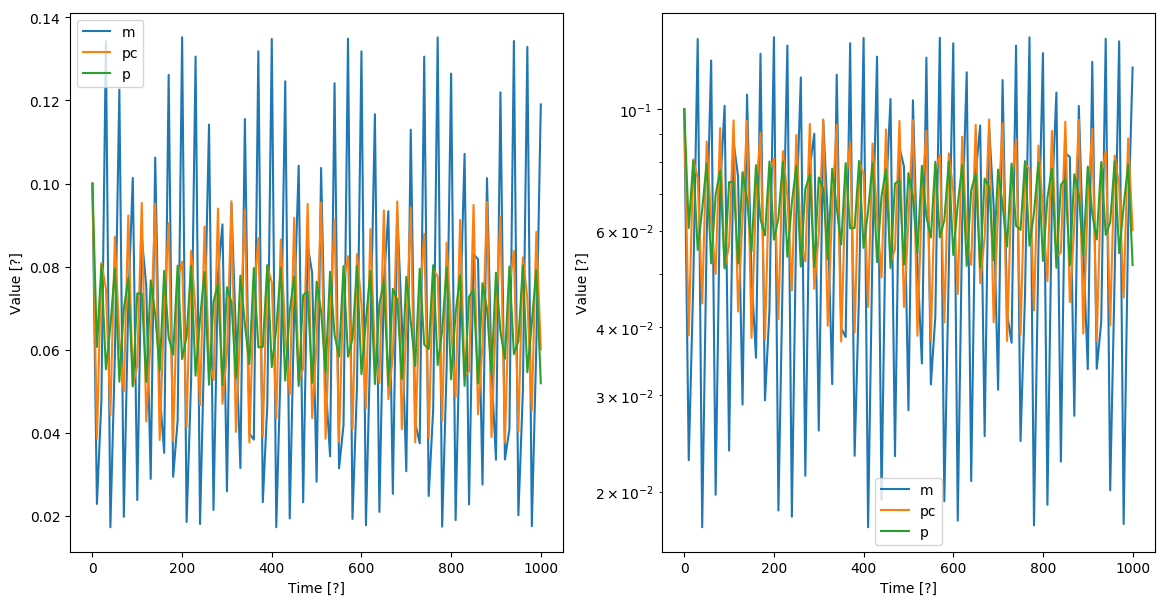 0.14
0.12
0.10
0.08
0.06
0.04
0.02
Value [?]
0 200 400 600 800 1000
Time [?]
m
pc
p
10⁻¹
6 × 10⁻²
4 × 10⁻²
3 × 10⁻²
2 × 10⁻²
Value [?]
0 200 400 600 800 1000
Time [?]
m
pc
p